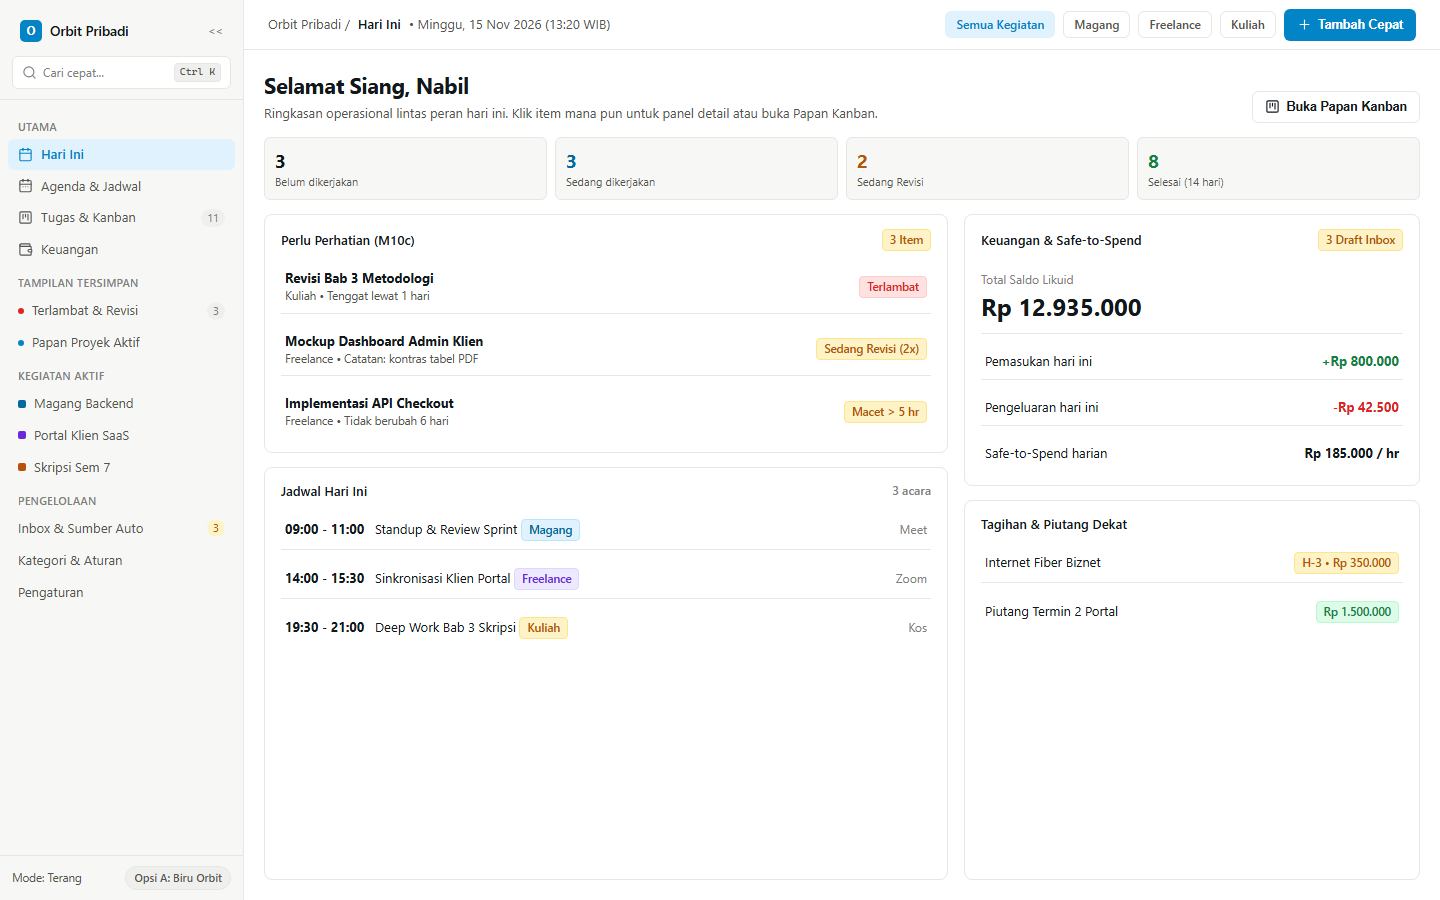 O Orbit Pribadi <<
Cari cepat... Ctrl K
UTAMA
Hari Ini
Agenda & Jadwal
Tugas & Kanban 11
Keuangan
TAMPILAN TERSIMPAN
Terlambat & Revisi 3
Papan Proyek Aktif
KEGIATAN AKTIF
Magang Backend
Portal Klien SaaS
Skripsi Sem 7
PENGELOLAAN
Inbox & Sumber Auto 3
Kategori & Aturan
Pengaturan
Mode: Terang Opsi A: Biru Orbit
Orbit Pribadi / Hari Ini • Minggu, 15 Nov 2026 (13:20 WIB) Semua Kegiatan Magang Freelance Kuliah + Tambah Cepat
Selamat Siang, Nabil
Ringkasan operasional lintas peran hari ini. Klik item mana pun untuk panel detail atau buka Papan Kanban.
Buka Papan Kanban
3
Belum dikerjakan
3
Sedang dikerjakan
2
Sedang Revisi
8
Selesai (14 hari)
Perlu Perhatian (M10c) 3 Item
Revisi Bab 3 Metodologi
Kuliah • Tenggat lewat 1 hari
Terlambat
Mockup Dashboard Admin Klien
Freelance • Catatan: kontras tabel PDF
Sedang Revisi (2x)
Implementasi API Checkout
Freelance • Tidak berubah 6 hari
Macet > 5 hr
Jadwal Hari Ini 3 acara
09:00 - 11:00 Standup & Review Sprint Magang Meet
14:00 - 15:30 Sinkronisasi Klien Portal Freelance Zoom
19:30 - 21:00 Deep Work Bab 3 Skripsi Kuliah Kos
Keuangan & Safe-to-Spend 3 Draft Inbox
Total Saldo Likuid
Rp 12.935.000
Pemasukan hari ini +Rp 800.000
Pengeluaran hari ini -Rp 42.500
Safe-to-Spend harian Rp 185.000 / hr
Tagihan & Piutang Dekat
Internet Fiber Biznet H-3 • Rp 350.000
Piutang Termin 2 Portal Rp 1.500.000